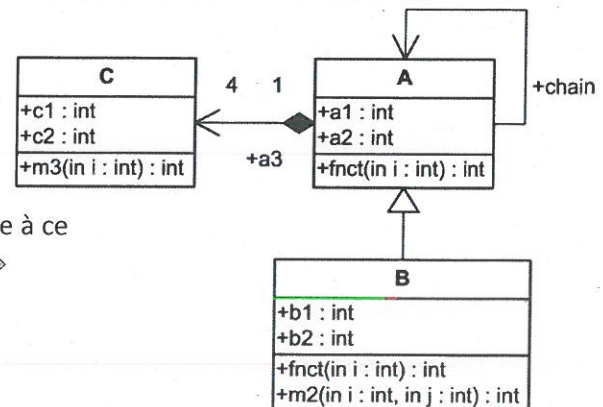 C
+c1 : int
+c2 : int
+m3(in i : int) : int
4 1
+a3
A
+a1 : int
+a2 : int
+fnct(in i : int) : int
+chain
e à ce
B
+b1 : int
+b2 : int
+fnct(in i : int) : int
+m2(in i : int, in j : int) : int